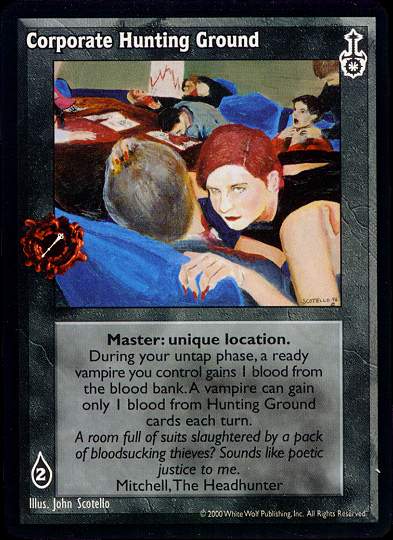 Corporate Hunting Ground
SCOTELLO 96
Master: unique location.
During your untap phase, a ready
vampire you control gains 1 blood from
the blood bank. A vampire can gain
only 1 blood from Hunting Ground
cards each turn.
A room full of suits slaughtered by a pack
of bloodsucking thieves? Sounds like poetic
justice to me.
Mitchell, The Headhunter
2
Illus. John Scotello
© 2000 White Wolf Publishing, Inc. All Rights Reserved.